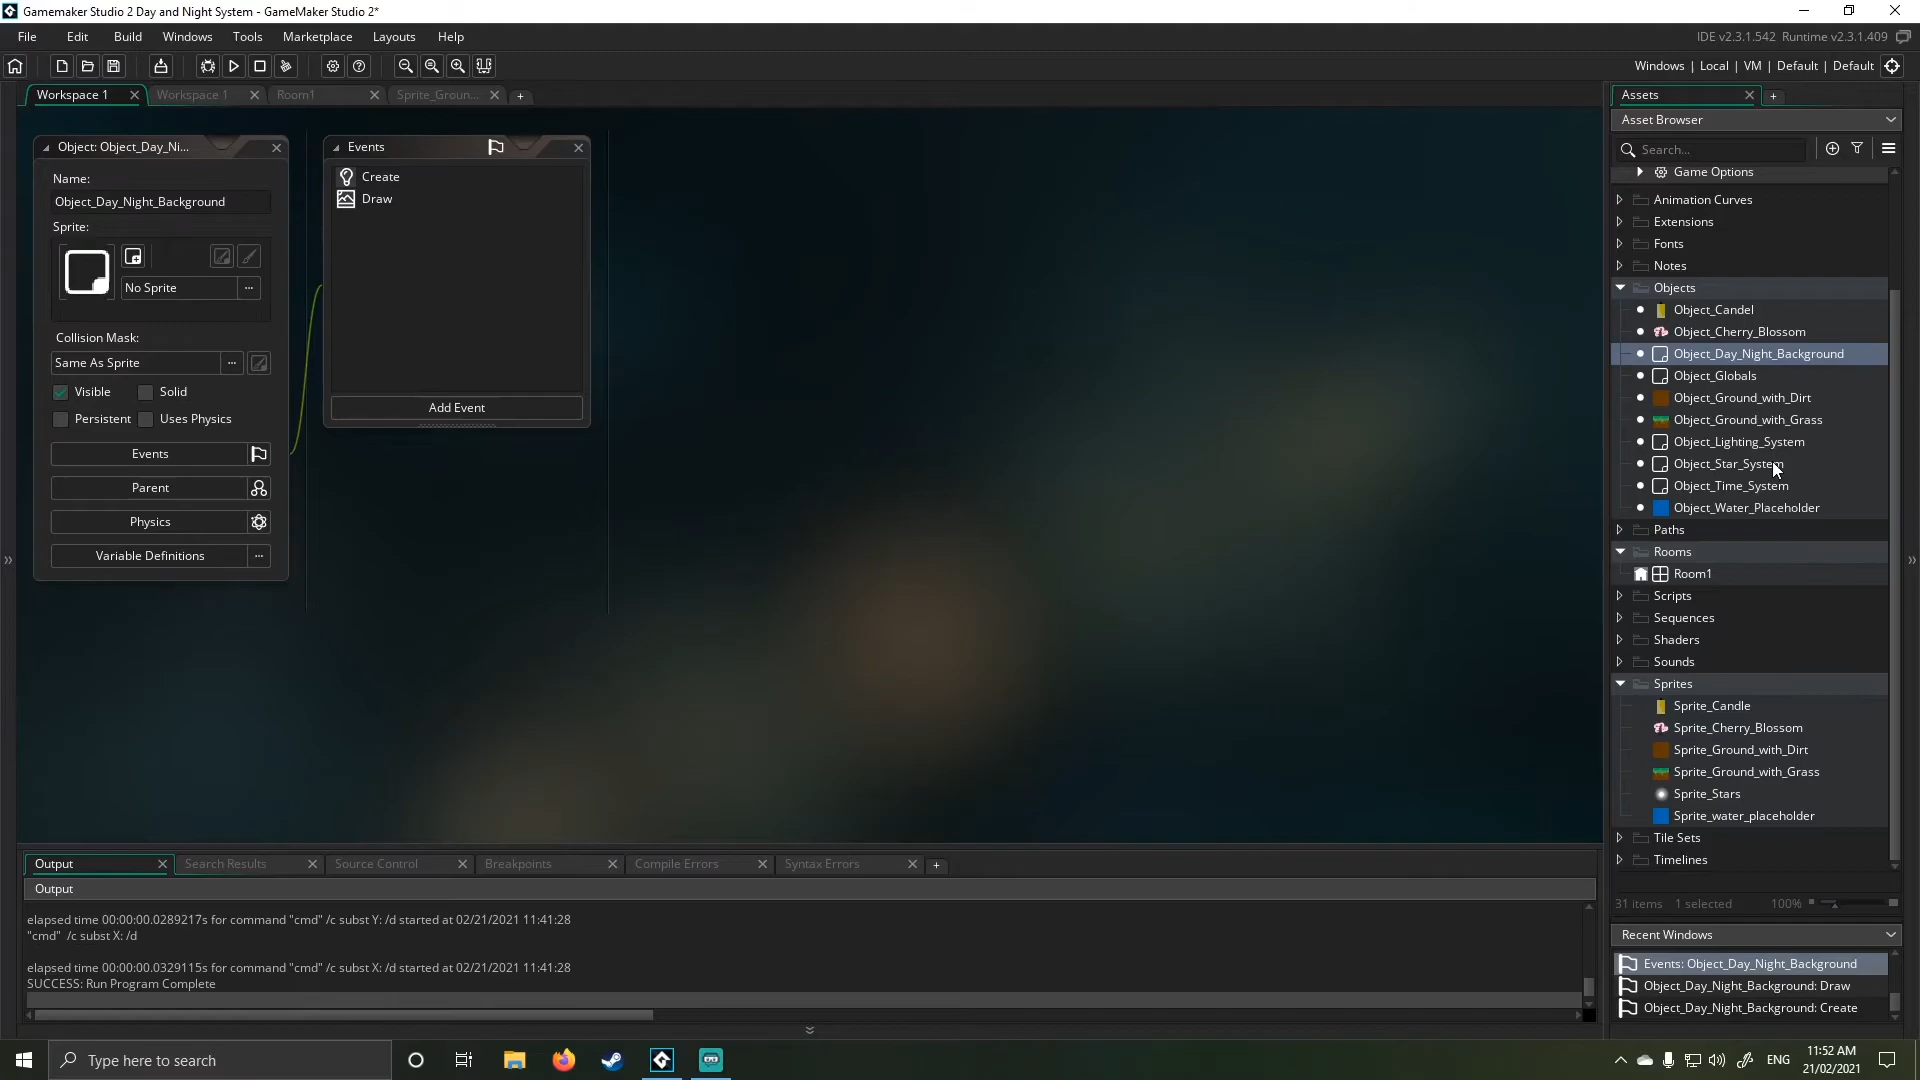 Gamemaker Studio 2 Day and Night System - GameMaker Studio 2*
File Edit Build Windows Tools Marketplace Layouts Help
IDE v2.3.1.542 Runtime v2.3.1.409
Windows | Local | VM | Default | Default
Workspace 1
Workspace 1
Room1
Sprite_Groun...
Object: Object_Day_Ni...
Name:
Object_Day_Night_Background
Sprite:
No Sprite
...
Collision Mask:
Same As Sprite
...
Visible
Solid
Persistent
Uses Physics
Events
Parent
Physics
Variable Definitions
...
Events
Create
Draw
Add Event
Assets
Asset Browser
Search...
Game Options
Animation Curves
Extensions
Fonts
Notes
Objects
Object_Candel
Object_Cherry_Blossom
Object_Day_Night_Background
Object_Globals
Object_Ground_with_Dirt
Object_Ground_with_Grass
Object_Lighting_System
Object_Star_System
Object_Time_System
Object_Water_Placeholder
Paths
Rooms
Room1
Scripts
Sequences
Shaders
Sounds
Sprites
Sprite_Candle
Sprite_Cherry_Blossom
Sprite_Ground_with_Dirt
Sprite_Ground_with_Grass
Sprite_Stars
Sprite_water_placeholder
Tile Sets
Timelines
31 items 1 selected 100%
Recent Windows
Events: Object_Day_Night_Background
Object_Day_Night_Background: Draw
Object_Day_Night_Background: Create
Output
Search Results
Source Control
Breakpoints
Compile Errors
Syntax Errors
Output
elapsed time 00:00:00.0289217s for command "cmd" /c subst Y: /d started at 02/21/2021 11:41:28
"cmd" /c subst X: /d
elapsed time 00:00:00.0329115s for command "cmd" /c subst X: /d started at 02/21/2021 11:41:28
SUCCESS: Run Program Complete
Type here to search
ENG
11:52 AM
21/02/2021